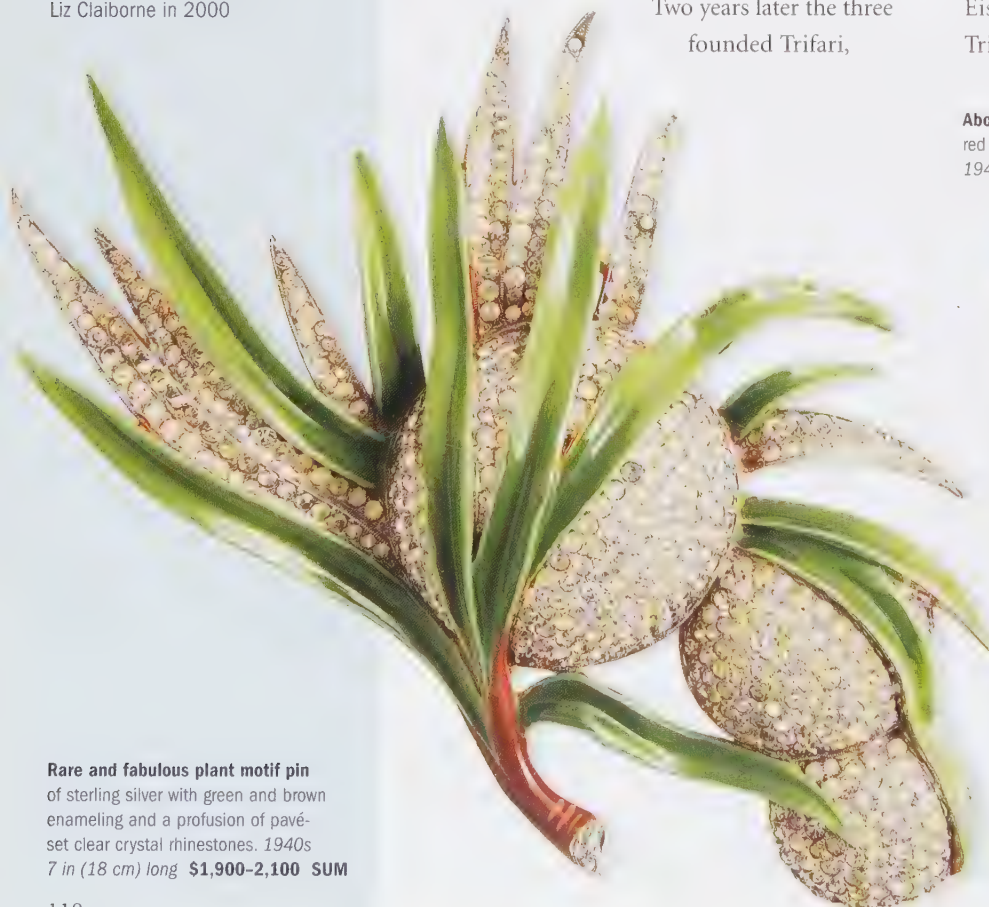 Liz Claiborne in 2000
Two years later the three
founded Trifari,
Rare and fabulous plant motif pin
of sterling silver with green and brown
enameling and a profusion of pavé-
set clear crystal rhinestones. 1940s
7 in (18 cm) long $1,900–2,100 SUM
red